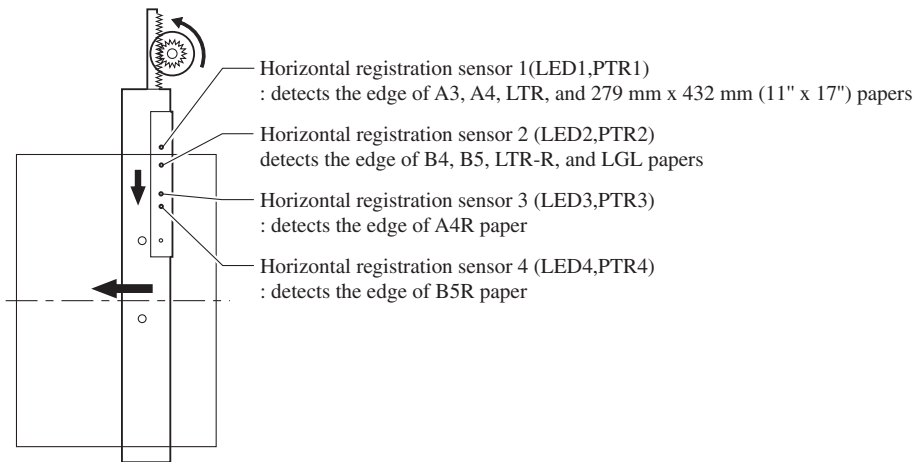 Horizontal registration sensor 1(LED1,PTR1)
: detects the edge of A3, A4, LTR, and 279 mm x 432 mm (11" x 17") papers
Horizontal registration sensor 2 (LED2,PTR2)
detects the edge of B4, B5, LTR-R, and LGL papers
Horizontal registration sensor 3 (LED3,PTR3)
: detects the edge of A4R paper
Horizontal registration sensor 4 (LED4,PTR4)
: detects the edge of B5R paper